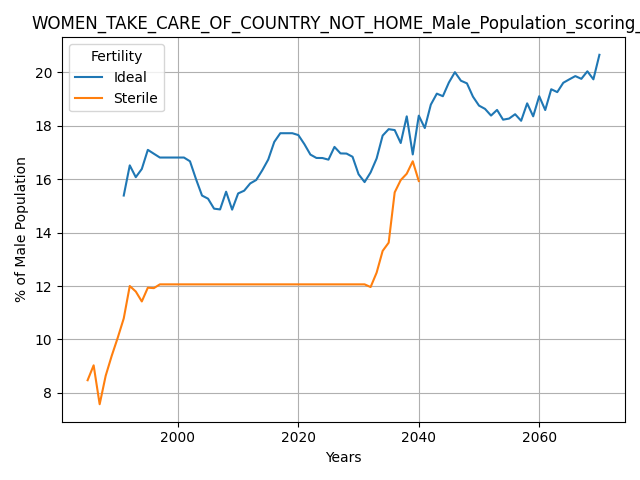 WOMEN_TAKE_CARE_OF_COUNTRY_NOT_HOME_Male_Population_scoring_
Fertility
Ideal
Sterile
20
18
16
14
12
10
8
% of Male Population
2000
2020
2040
2060
Years